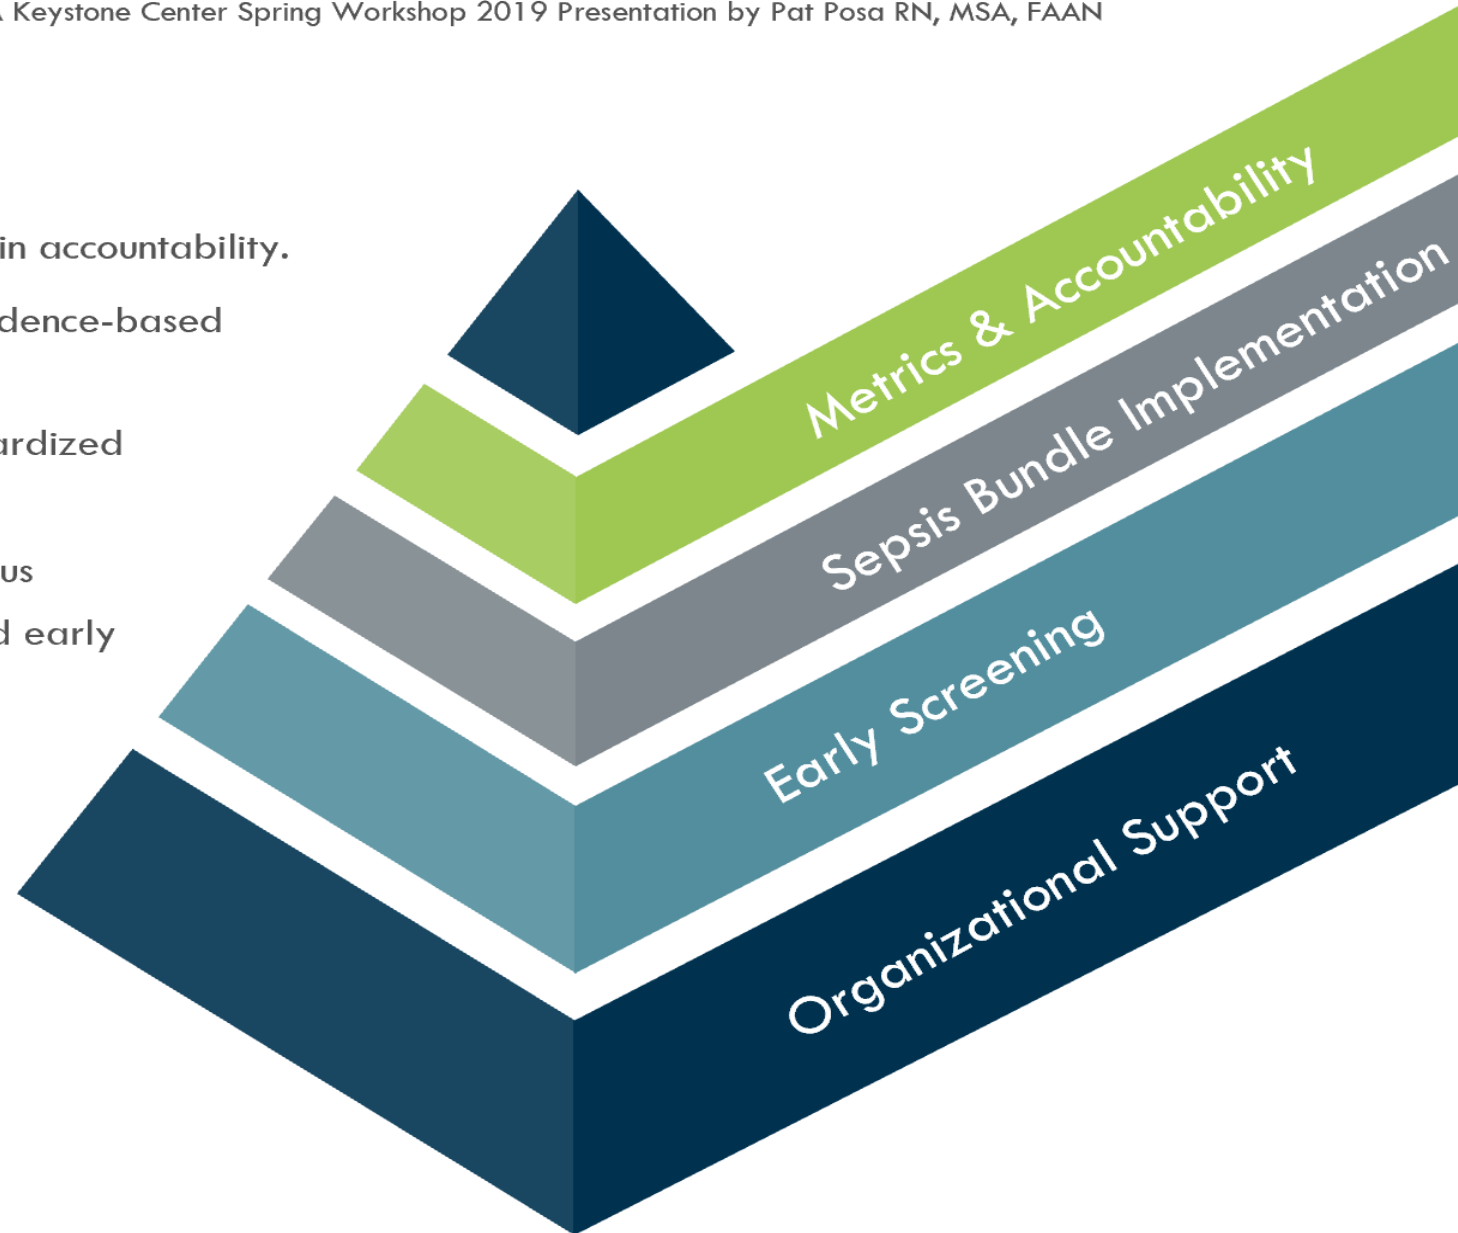 Keystone Center Spring Workshop 2019 Presentation by Pat Posa RN, MSA, FAAN
in accountability.
dence-based
ardized
us
d early
Metrics & Accountability
Sepsis Bundle Implementation
Early Screening
Organizational Support